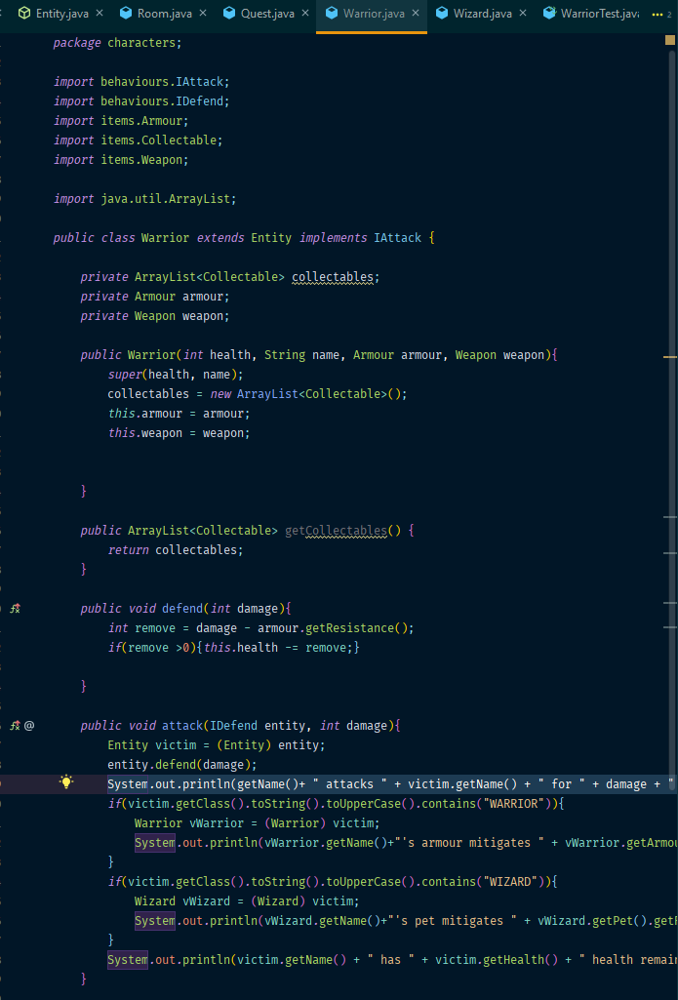 Entity.java × Room.java × Quest.java × Warrior.java × Wizard.java × WarriorTest.java 2
package characters;
import behaviours.IAttack;
import behaviours.IDefend;
import items.Armour;
import items.Collectable;
import items.Weapon;
import java.util.ArrayList;
public class Warrior extends Entity implements IAttack {
private ArrayList<Collectable> collectables;
private Armour armour;
private Weapon weapon;
public Warrior(int health, String name, Armour armour, Weapon weapon){
super(health, name);
collectables = new ArrayList<Collectable>();
this.armour = armour;
this.weapon = weapon;
}
public ArrayList<Collectable> getCollectables() {
return collectables;
}
public void defend(int damage){
int remove = damage - armour.getResistance();
if(remove >0){this.health -= remove;}
}
@ public void attack(IDefend entity, int damage){
Entity victim = (Entity) entity;
entity.defend(damage);
System.out.println(getName()+ " attacks " + victim.getName() + " for " + damage + "
if(victim.getClass().toString().toUpperCase().contains("WARRIOR")){
Warrior vWarrior = (Warrior) victim;
System.out.println(vWarrior.getName()+"'s armour mitigates " + vWarrior.getArmou
}
if(victim.getClass().toString().toUpperCase().contains("WIZARD")){
Wizard vWizard = (Wizard) victim;
System.out.println(vWizard.getName()+"'s pet mitigates " + vWizard.getPet().get
}
System.out.println(victim.getName() + " has " + victim.getHealth() + " health remain
}